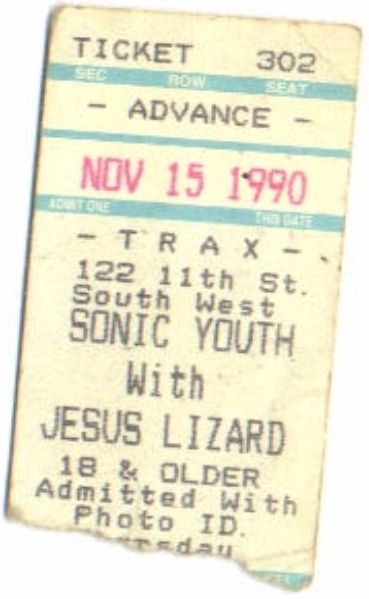 TICKET 302
SEC ROW SEAT
- ADVANCE -
NOV 15 1990
ADMIT ONE THIS DATE
- TRAX -
122 11th St.
South West
SONIC YOUTH
With
JESUS LIZARD
18 & OLDER
Admitted With
Photo ID.